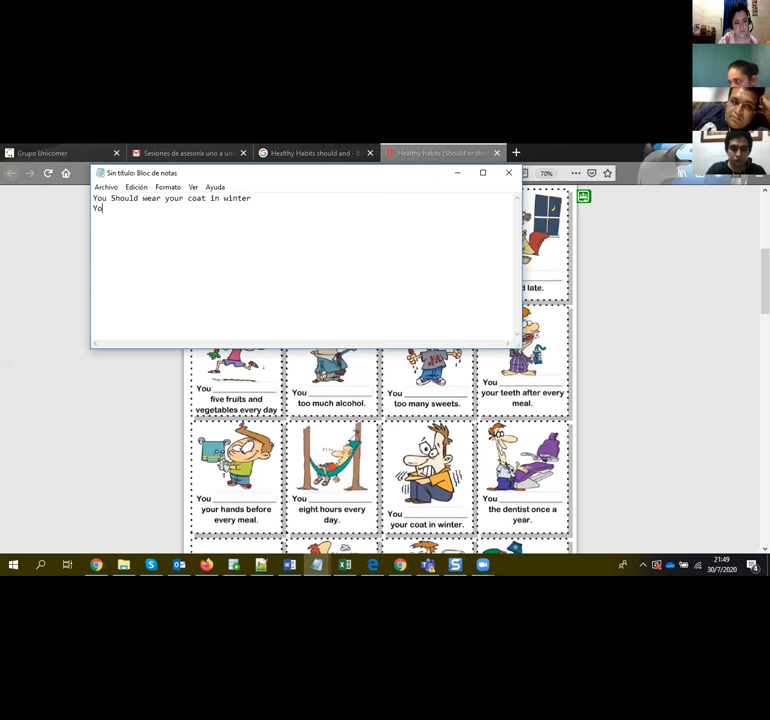 Grupo Unicomer
Sesiones de asesoría uno a un
Healthy Habits should and - B
Healthy habits (Should or sho
70%
Sin título: Bloc de notas
Archivo Edición Formato Ver Ayuda
You Should wear your coat in winter
Yo
d late.
You
five fruits and
vegetables every day
You
too much alcohol.
You
too many sweets.
You
your teeth after every
meal.
You
your hands before
every meal.
You
eight hours every
day.
You
your coat in winter.
You
the dentist once a
year.
21:49
30/7/2020
4